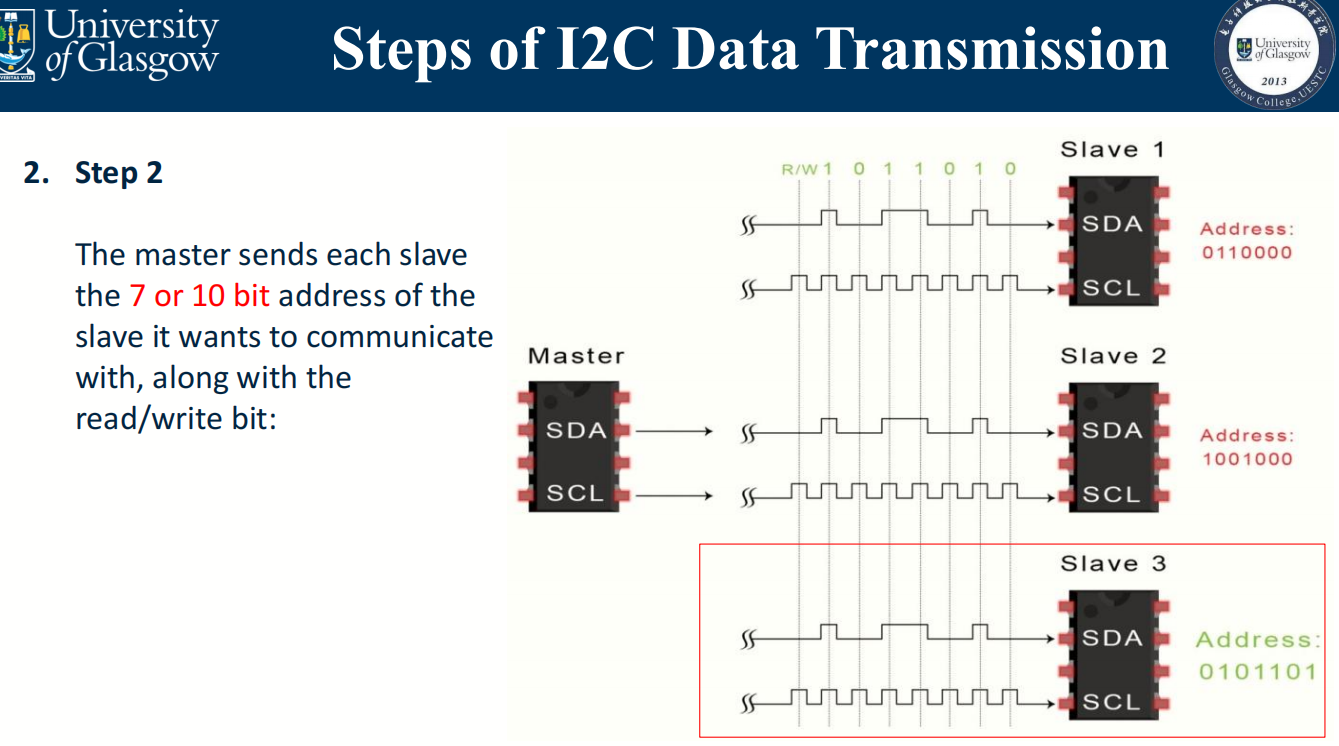 University
of Glasgow
VERITAS VITA
Steps of I2C Data Transmission
University
of Glasgow
2013
Glasgow College, UESTC
2. Step 2
The master sends each slave
the 7 or 10 bit address of the
slave it wants to communicate
with, along with the
read/write bit:
R/W 1 0 1 1 0 1 0
Slave 1
SDA
SCL
Address:
0110000
Master
SDA
SCL
Slave 2
SDA
SCL
Address:
1001000
Slave 3
SDA
SCL
Address:
0101101